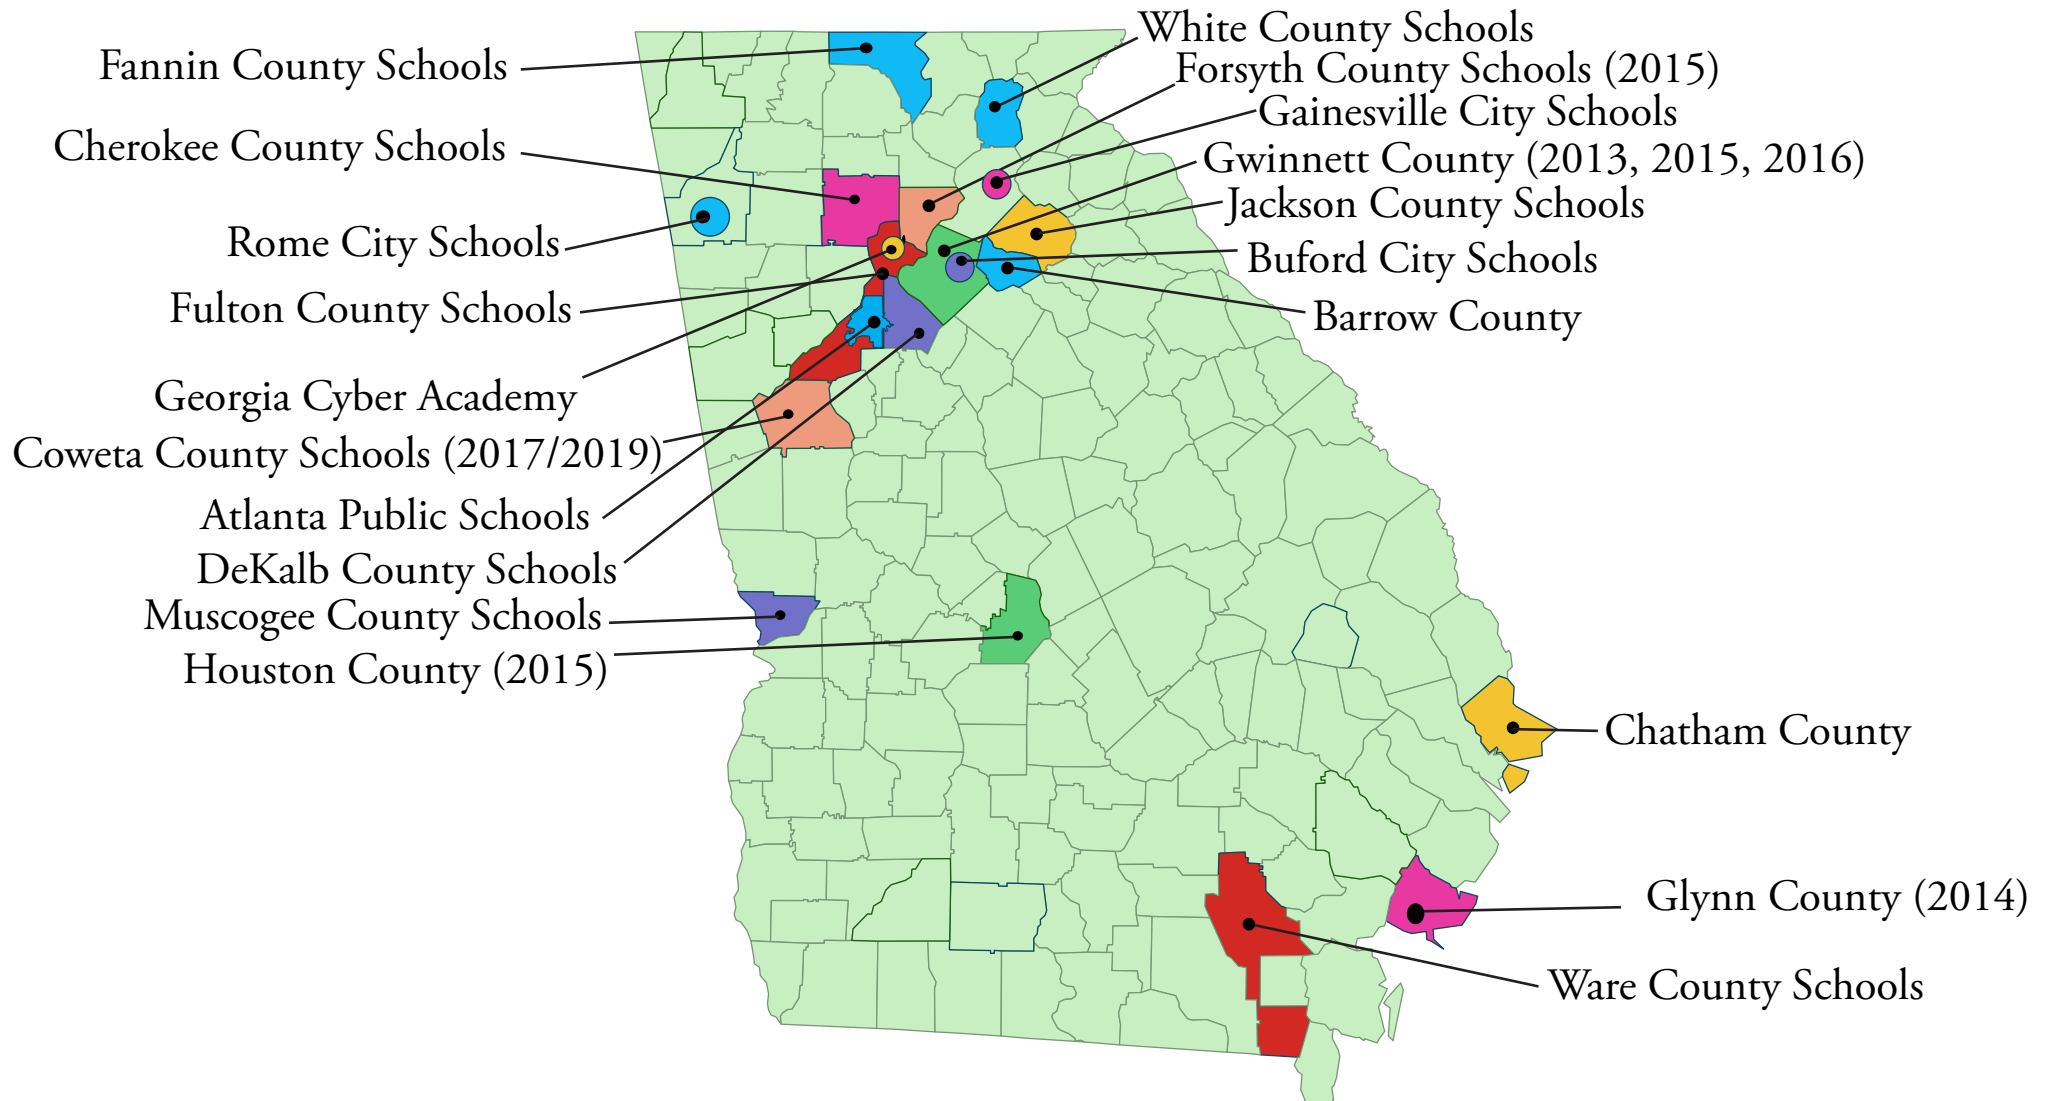 Fannin County Schools
Cherokee County Schools
Rome City Schools
Fulton County Schools
Georgia Cyber Academy
Coweta County Schools (2017/2019)
Atlanta Public Schools
DeKalb County Schools
Muscogee County Schools
Houston County (2015)
White County Schools
Forsyth County Schools (2015)
Gainesville City Schools
Gwinnett County (2013, 2015, 2016)
Jackson County Schools
Buford City Schools
Barrow County
Chatham County
Glynn County (2014)
Ware County Schools